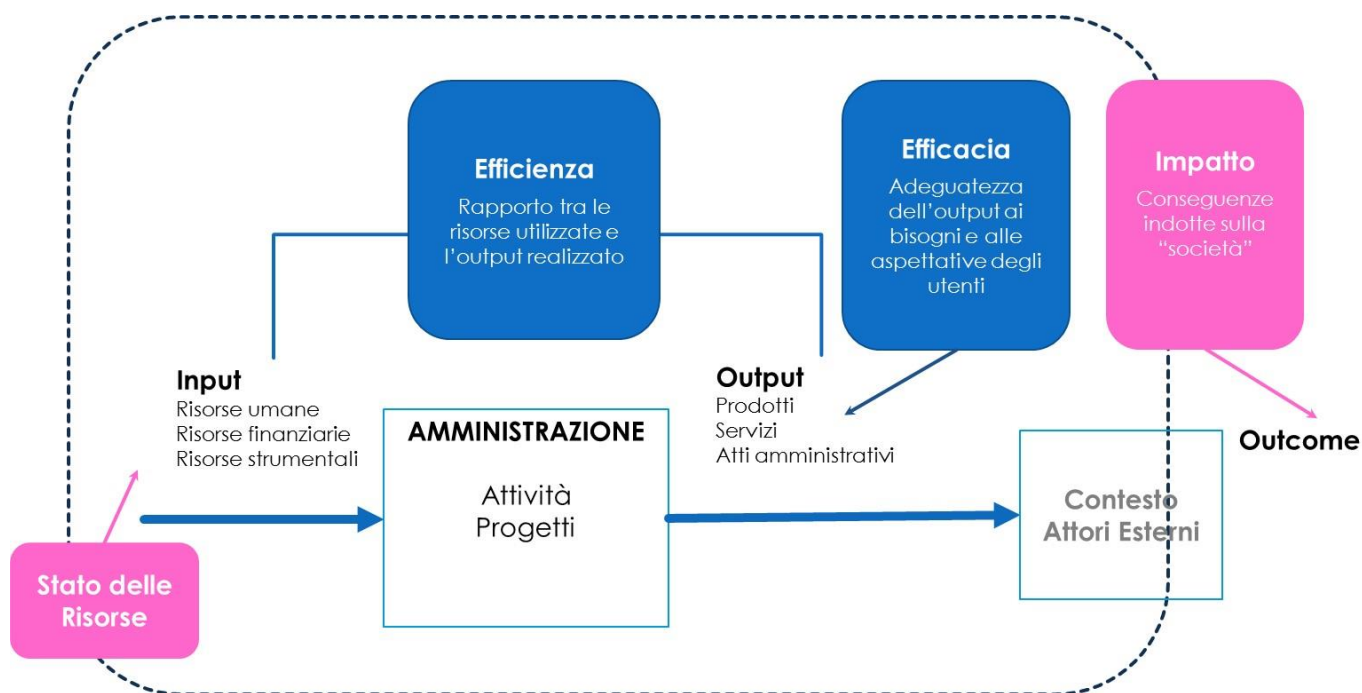 Efficienza
Rapporto tra le
risorse utilizzate e
l'output realizzato
Efficacia
Adeguatezza
dell'output ai
bisogni e alle
aspettative degli
utenti
Impatto
Conseguenze
indotte sulla
“società”
Input
Risorse umane
Risorse finanziarie
Risorse strumentali
AMMINISTRAZIONE
Attività
Progetti
Output
Prodotti
Servizi
Atti amministrativi
Outcome
Contesto
Attori Esterni
Stato delle
Risorse